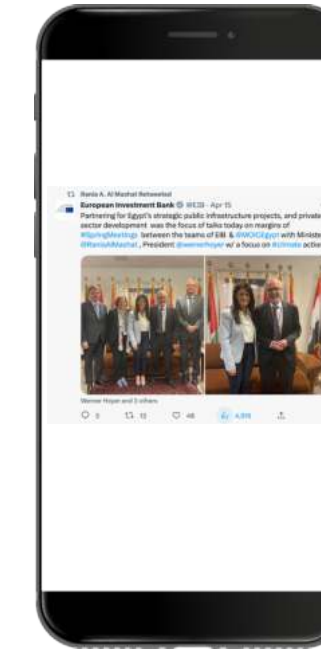 Rania A. Al Mashat Retweeted
European Investment Bank @EIB · Apr 15
Partnering for Egypt's strategic public infrastructure projects, and private
sector development was the focus of talks today on margins of
#SpringMeetings between the teams of EIB & @MOICEgypt with Minister
@RaniaAlMashat , President @wernerhoyer w/ a focus on #climate action
Werner Hoyer and 3 others
13 46